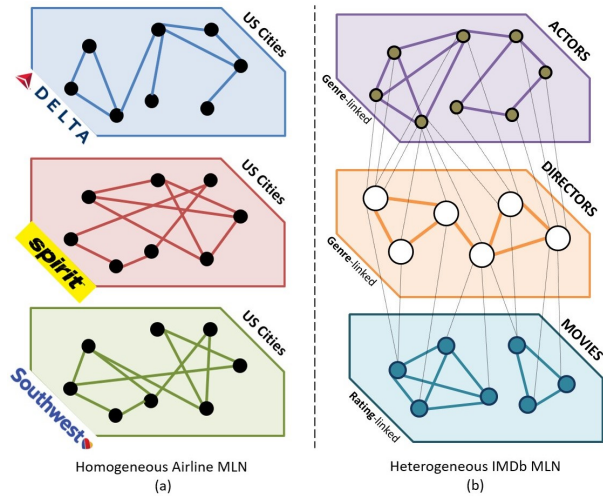 US Cities
DELTA
US Cities
spirit
US Cities
Southwest
Homogeneous Airline MLN
(a)
ACTORS
Genre-linked
DIRECTORS
Genre-linked
MOVIES
Rating-linked
Heterogeneous IMDb MLN
(b)